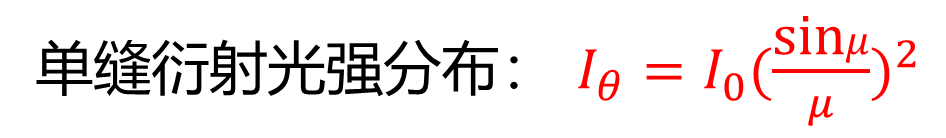 单缝衍射光强分布： I_θ = I_0(sinμ/μ)^2